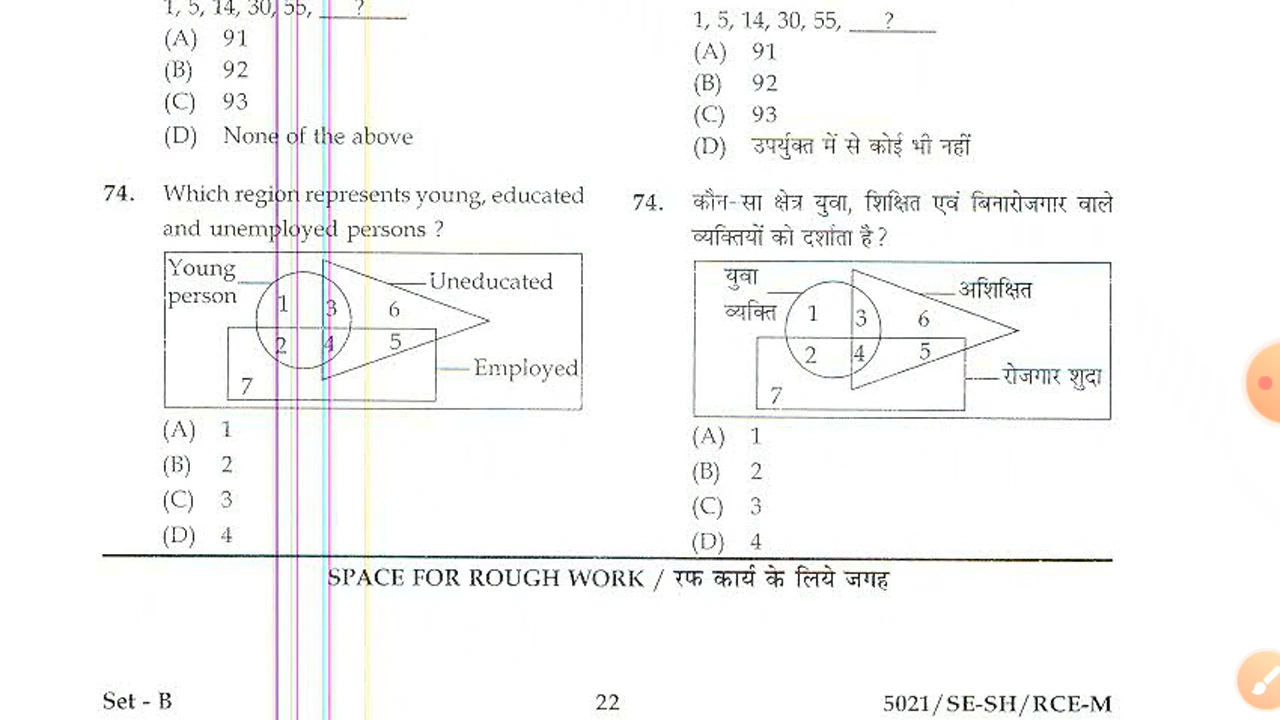 1, 5, 14, 30, 55, ___?___
(A) 91
(B) 92
(C) 93
(D) None of the above
74. Which region represents young, educated
and unemployed persons ?
Young
person
Uneducated
Employed
1
3
6
2
4
5
7
(A) 1
(B) 2
(C) 3
(D) 4
1, 5, 14, 30, 55, ___?___
(A) 91
(B) 92
(C) 93
(D) उपर्युक्त में से कोई भी नहीं
74. कौन-सा क्षेत्र युवा, शिक्षित एवं बिनारोजगार वाले
व्यक्तियों को दर्शाता है ?
युवा
व्यक्ति
अशिक्षित
रोजगार शुदा
1
3
6
2
4
5
7
(A) 1
(B) 2
(C) 3
(D) 4
SPACE FOR ROUGH WORK / रफ कार्य के लिये जगह
Set - B
22
5021/SE-SH/RCE-M